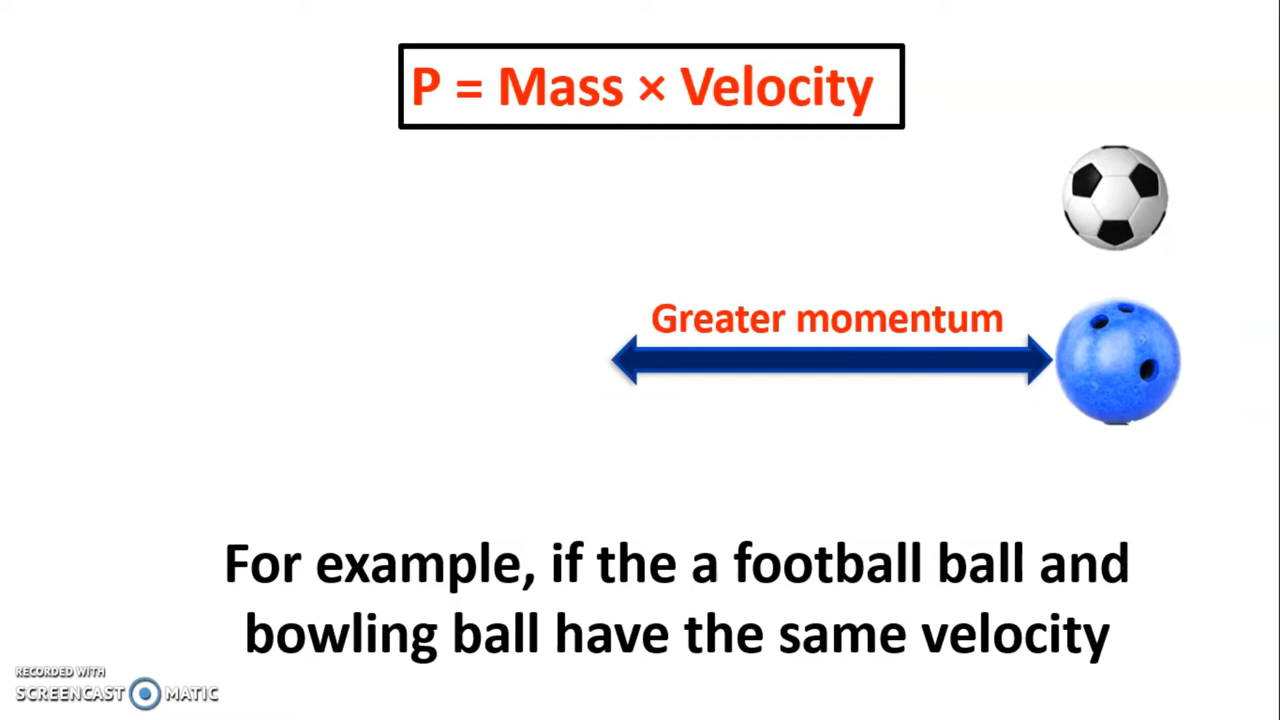 P = Mass × Velocity
Greater momentum
For example, if the a football ball and
bowling ball have the same velocity
RECORDED WITH
SCREENCAST MATIC